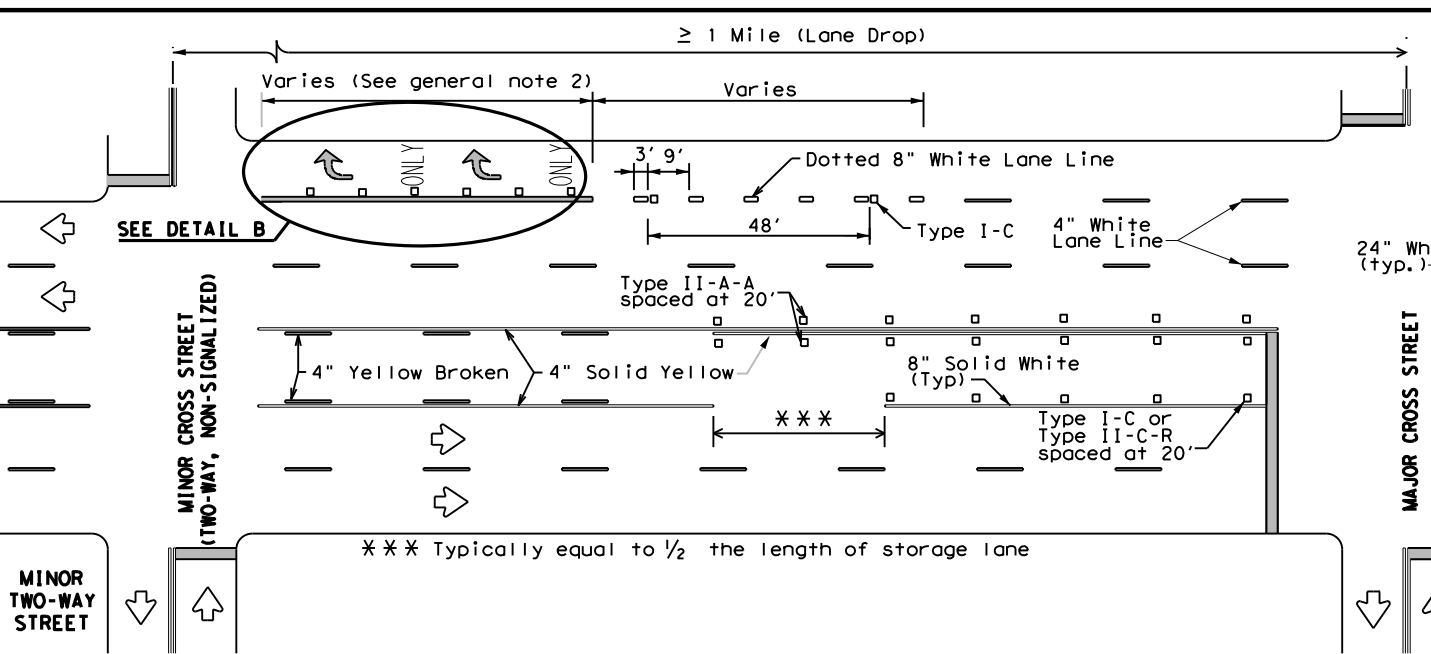 ≥ 1 Mile (Lane Drop)
Varies (See general note 2)
Varies
ONLY
ONLY
3' 9'
Dotted 8" White Lane Line
SEE DETAIL B
48'
Type I-C
4" White
Lane Line
24" Wh
(typ.)
Type II-A-A
spaced at 20'
MINOR CROSS STREET
(TWO-WAY, NON-SIGNALIZED)
4" Yellow Broken
4" Solid Yellow
8" Solid White
(Typ)
***
Type I-C or
Type II-C-R
spaced at 20'
MAJOR CROSS STREET
*** Typically equal to ½ the length of storage lane
MINOR
TWO-WAY
STREET